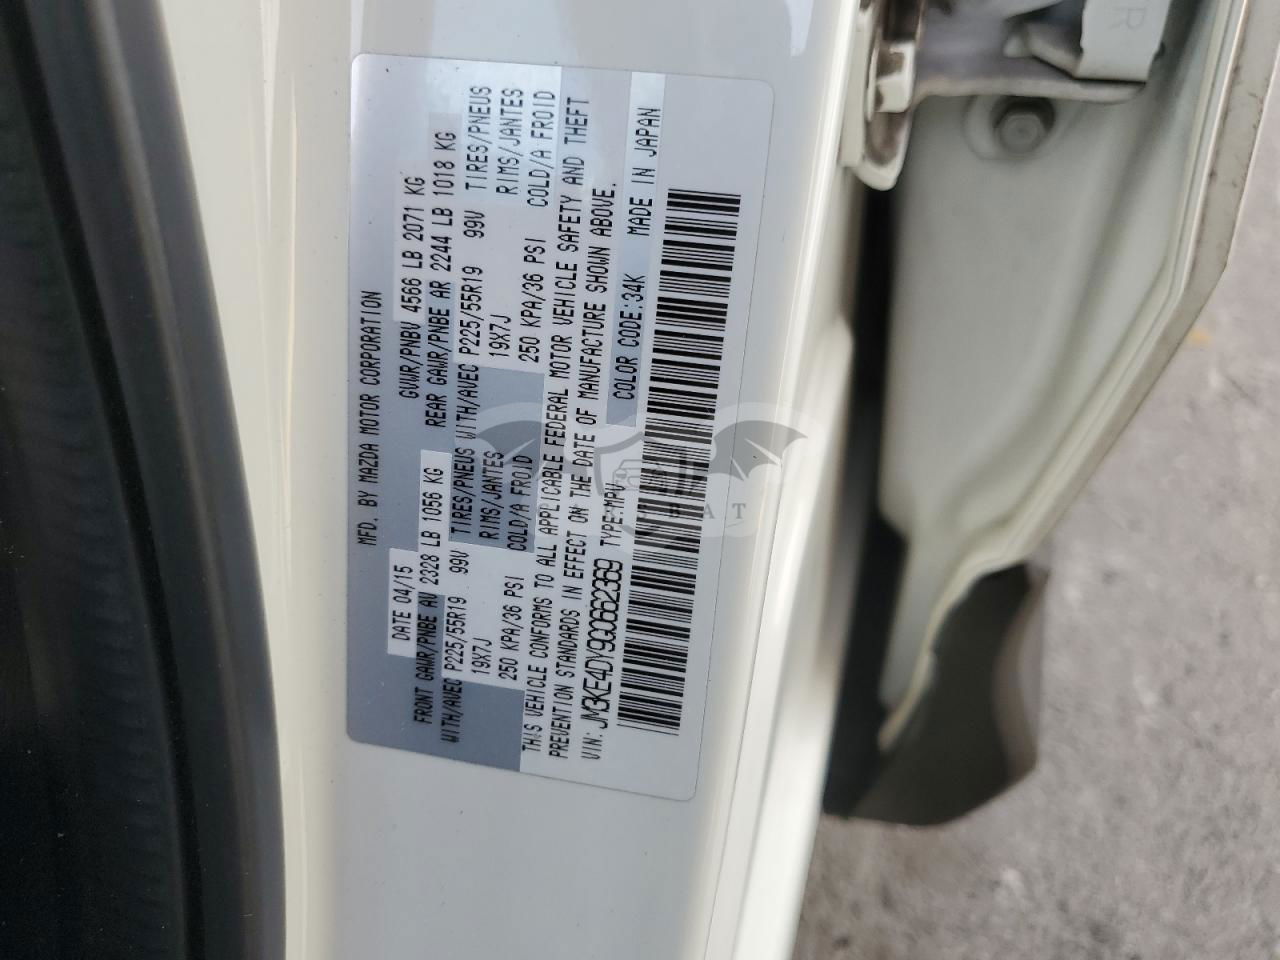 MFD. BY MAZDA MOTOR CORPORATION
DATE 04/15
GVWR/PNBV 4566 LB 2071 KG
FRONT GAWR/PNBE AV 2328 LB 1056 KG
REAR GAWR/PNBE AR 2244 LB 1018 KG
WITH/AVEC P225/55R19 99V TIRES/PNEUS WITH/AVEC P225/55R19 99V TIRES/PNEUS
19X7J RIMS/JANTES 19X7J RIMS/JANTES
250 KPA/36 PSI COLD/A FROID 250 KPA/36 PSI COLD/A FROID
THIS VEHICLE CONFORMS TO ALL APPLICABLE FEDERAL MOTOR VEHICLE SAFETY AND THEFT
PREVENTION STANDARDS IN EFFECT ON THE DATE OF MANUFACTURE SHOWN ABOVE.
VIN: JM3KE4DY9G0662369 TYPE:MPV COLOR CODE:34K MADE IN JAPAN
R